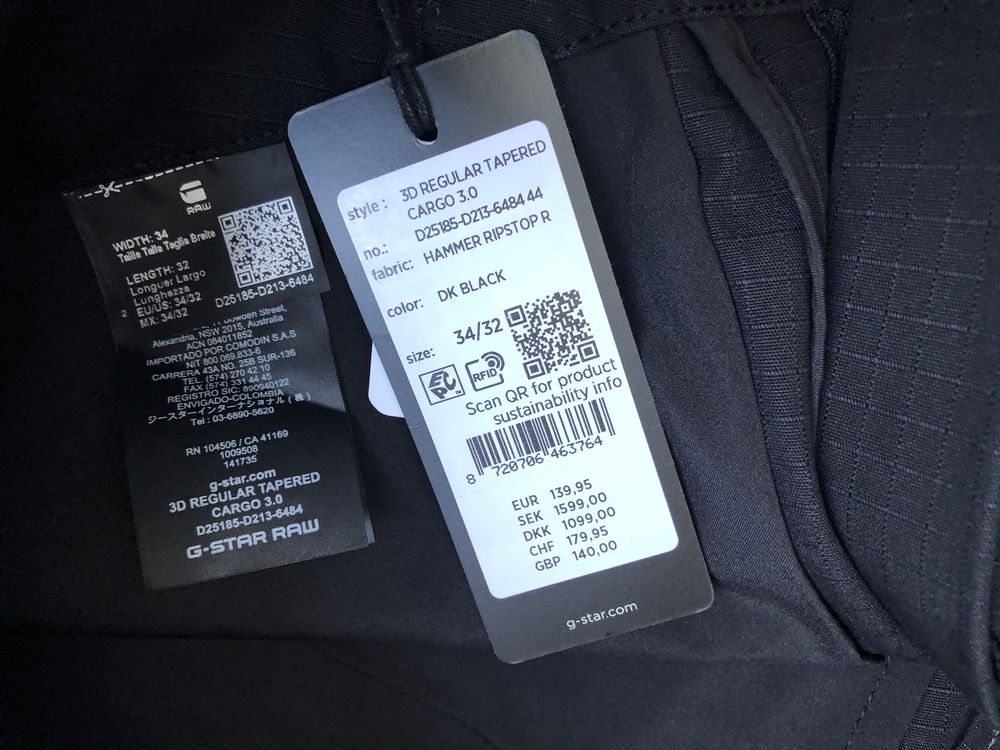 RAW
WIDTH: 34
Taille Talla Taglia Breite
LENGTH: 32
Longuer Largo
Lunghezza
EU/US: 34/32
MX: 34/32
2
D25185-D213-6484
Bowden Street,
Alexandria, NSW 2015, Australia
ACN 084011852
IMPORTADO POR COMODIN S.A.S
NIT 800.069.833-6
CARRERA 43A NO. 25B SUR-136
TEL. (574) 270 42 10
FAX (574) 331 44 45
REGISTRO SIC: 890940122
ENVIGADO-COLOMBIA
ジースターインターナショナル(株)
Tel : 03-6890-5620
RN 104506 / CA 41169
1009508
141735
g-star.com
3D REGULAR TAPERED
CARGO 3.0
D25185-D213-6484
G-STAR RAW
style : 3D REGULAR TAPERED
CARGO 3.0
no.: D25185-D213-6484 44
fabric: HAMMER RIPSTOP R
color: DK BLACK
size: 34/32
EPC
RFID
Scan QR for product
sustainability info
8 720706 463764
EUR 139,95
SEK 1599,00
DKK 1099,00
CHF 179,95
GBP 140,00
g-star.com